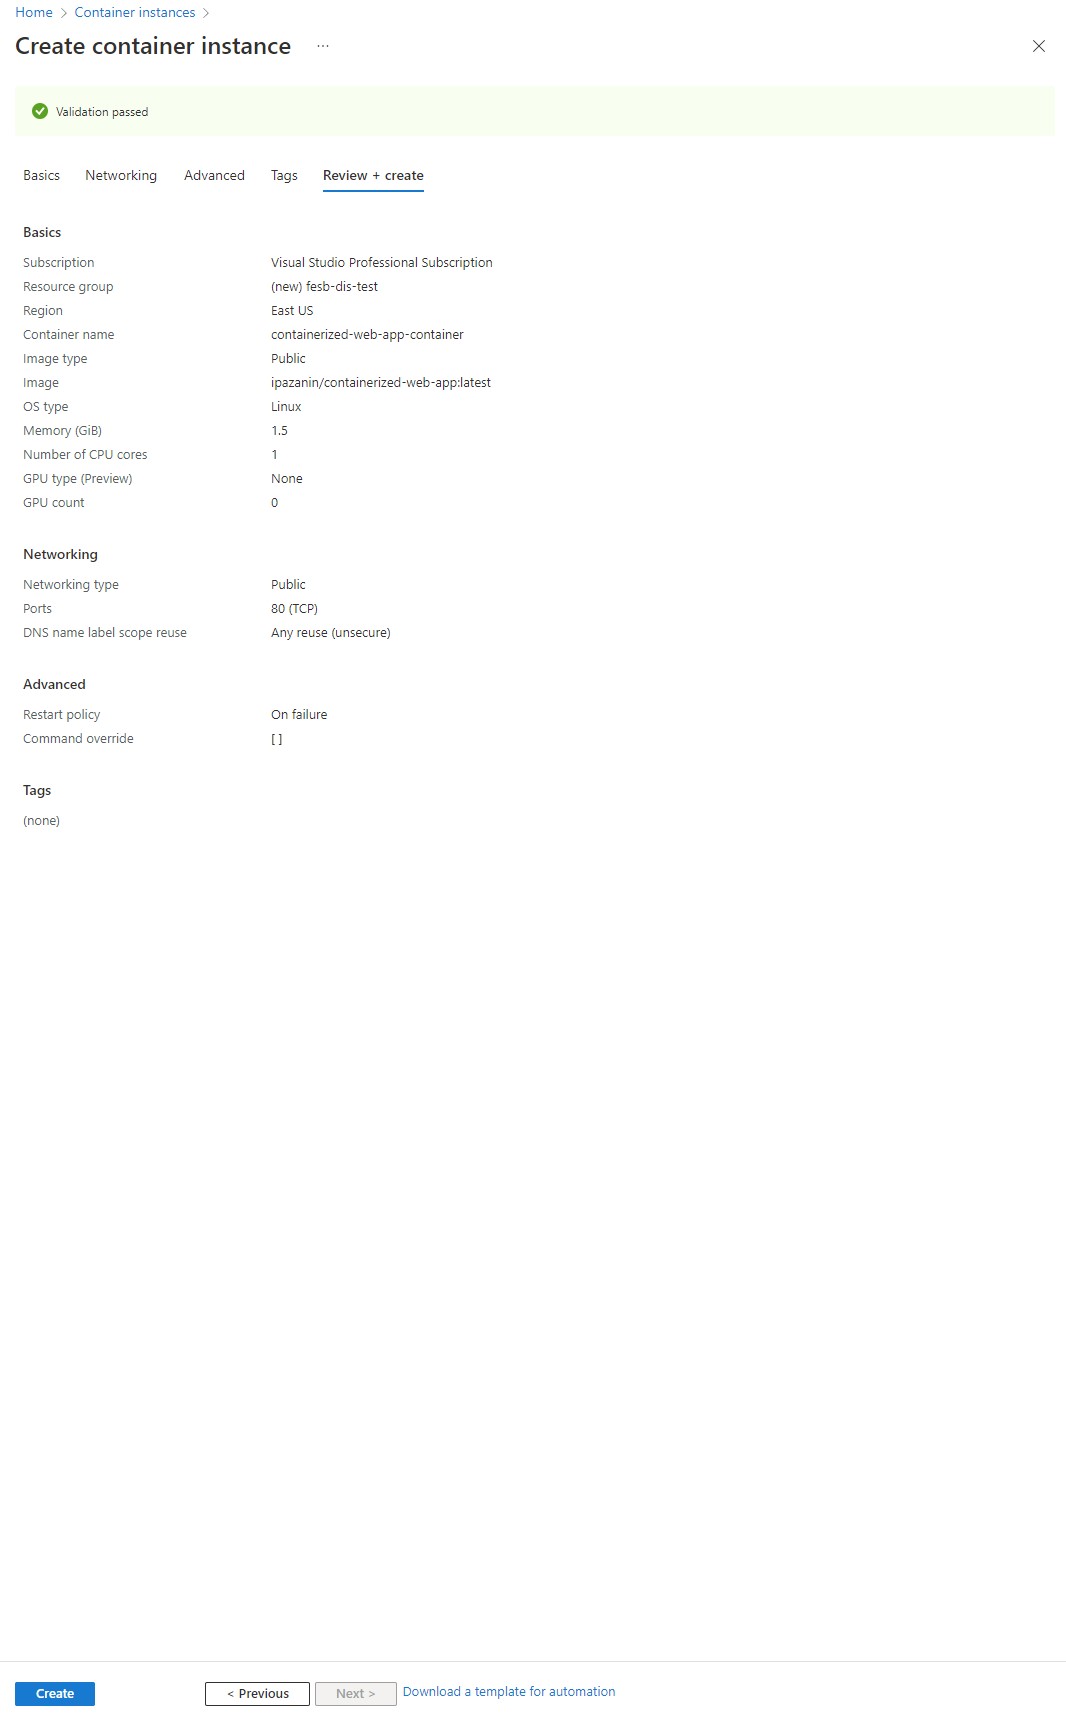 Home > Container instances >
Create container instance ...
Validation passed
Basics Networking Advanced Tags Review + create
Basics
Subscription Visual Studio Professional Subscription
Resource group (new) fesb-dis-test
Region East US
Container name containerized-web-app-container
Image type Public
Image ipazanin/containerized-web-app:latest
OS type Linux
Memory (GiB) 1.5
Number of CPU cores 1
GPU type (Preview) None
GPU count 0
Networking
Networking type Public
Ports 80 (TCP)
DNS name label scope reuse Any reuse (unsecure)
Advanced
Restart policy On failure
Command override [ ]
Tags
(none)
Create < Previous Next > Download a template for automation